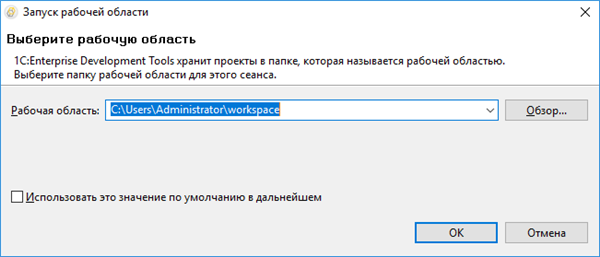 Запуск рабочей области
Выберите рабочую область
1C:Enterprise Development Tools хранит проекты в папке, которая называется рабочей областью.
Выберите папку рабочей области для этого сеанса.
Рабочая область: C:\Users\Administrator\workspace Обзор...
Использовать это значение по умолчанию в дальнейшем
OK Отмена